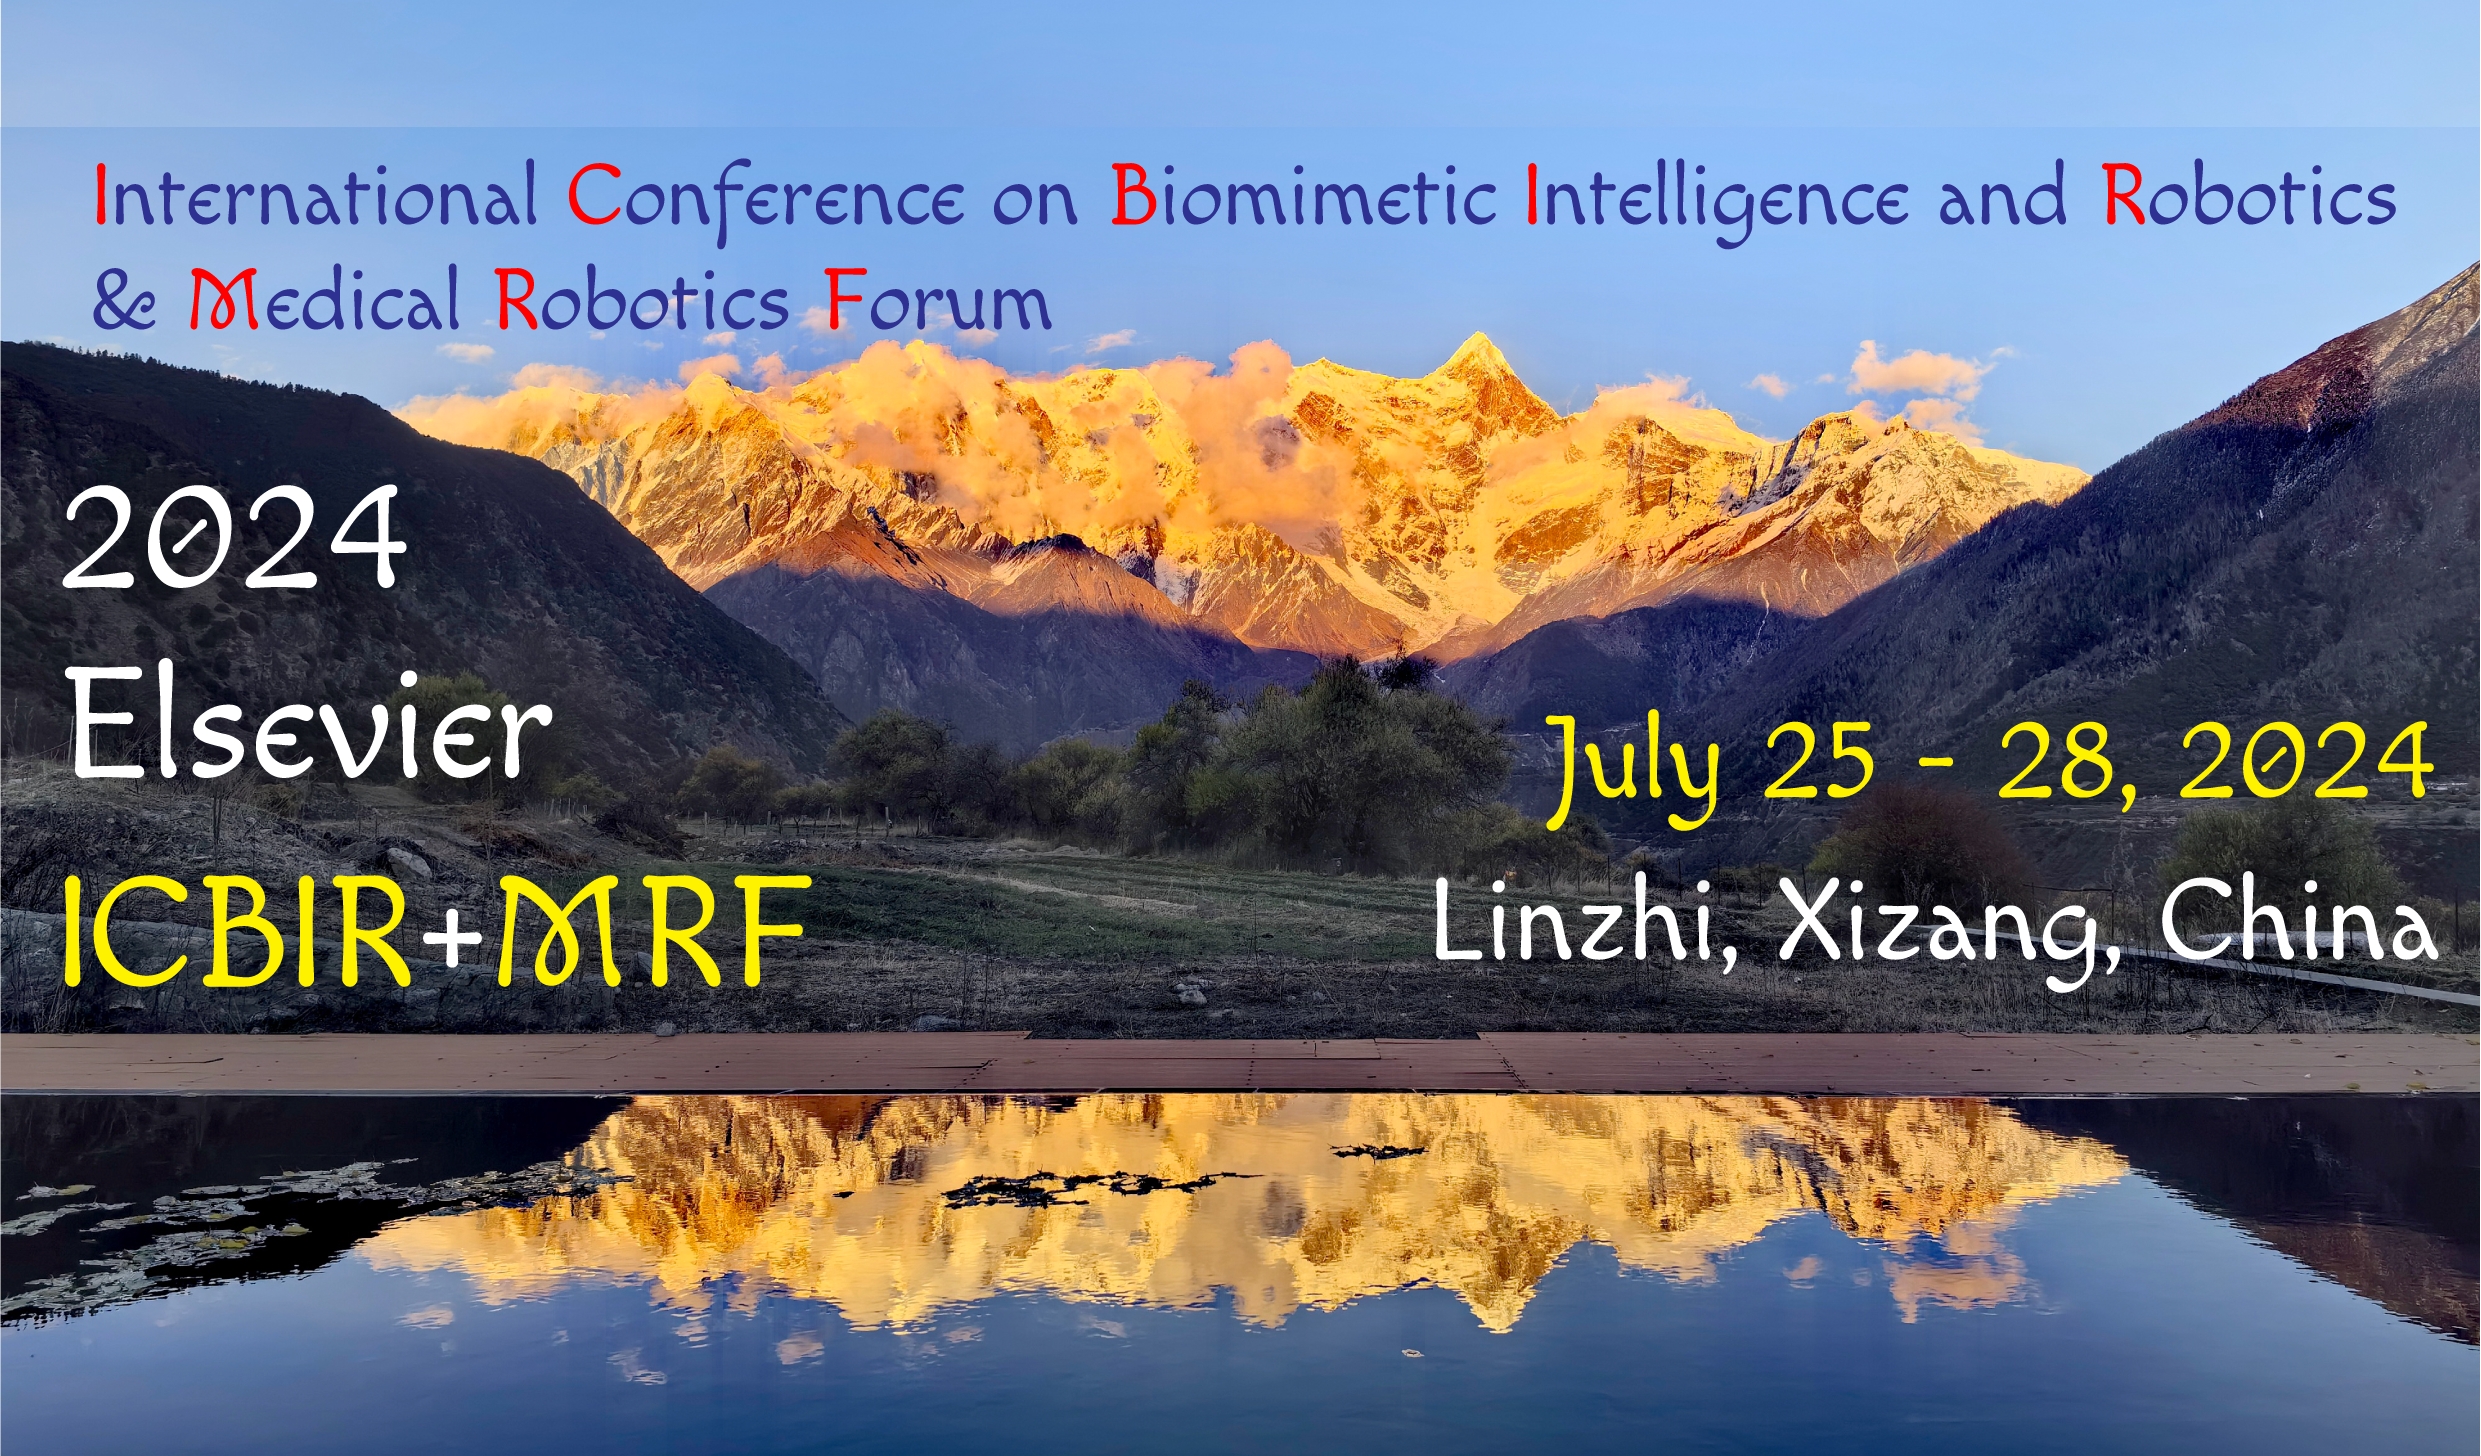 International Conference on Biomimetic Intelligence and Robotics
& Medical Robotics Forum
2024
Elsevier
ICBIR+MRF
July 25 - 28, 2024
Linzhi, Xizang, China